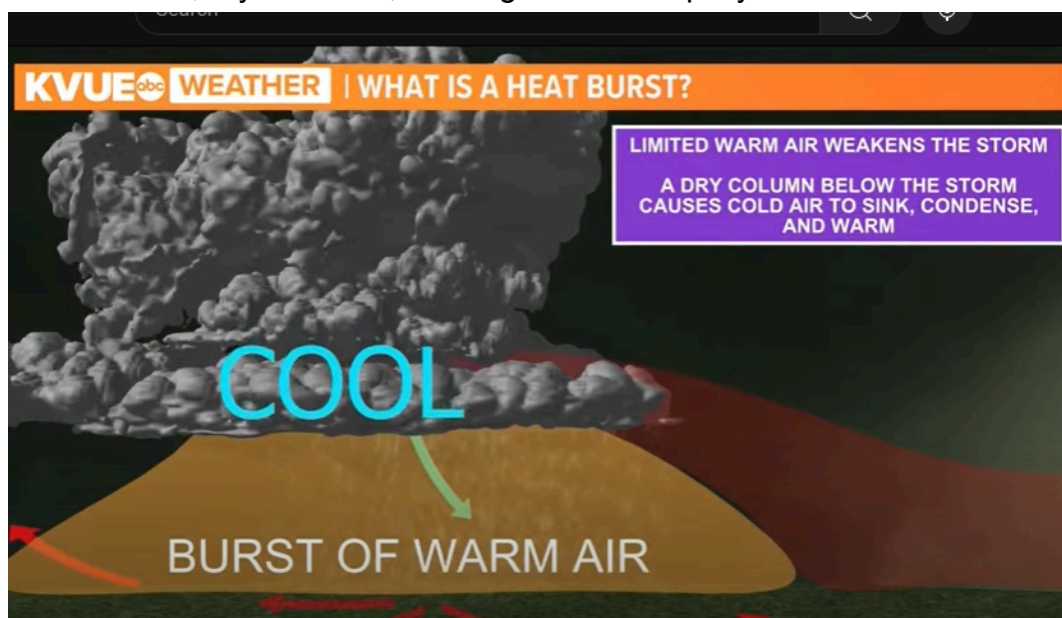 Search
KVUE abc WEATHER | WHAT IS A HEAT BURST?
LIMITED WARM AIR WEAKENS THE STORM
A DRY COLUMN BELOW THE STORM
CAUSES COLD AIR TO SINK, CONDENSE,
AND WARM
COOL
BURST OF WARM AIR